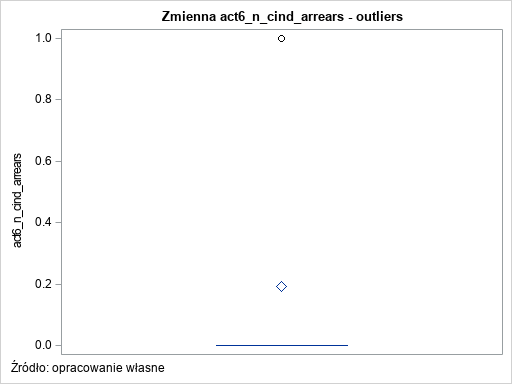 Zmienna act6_n_cind_arrears - outliers
1.0
0.8
0.6
0.4
0.2
0.0
act6_n_cind_arrears
Źródło: opracowanie własne